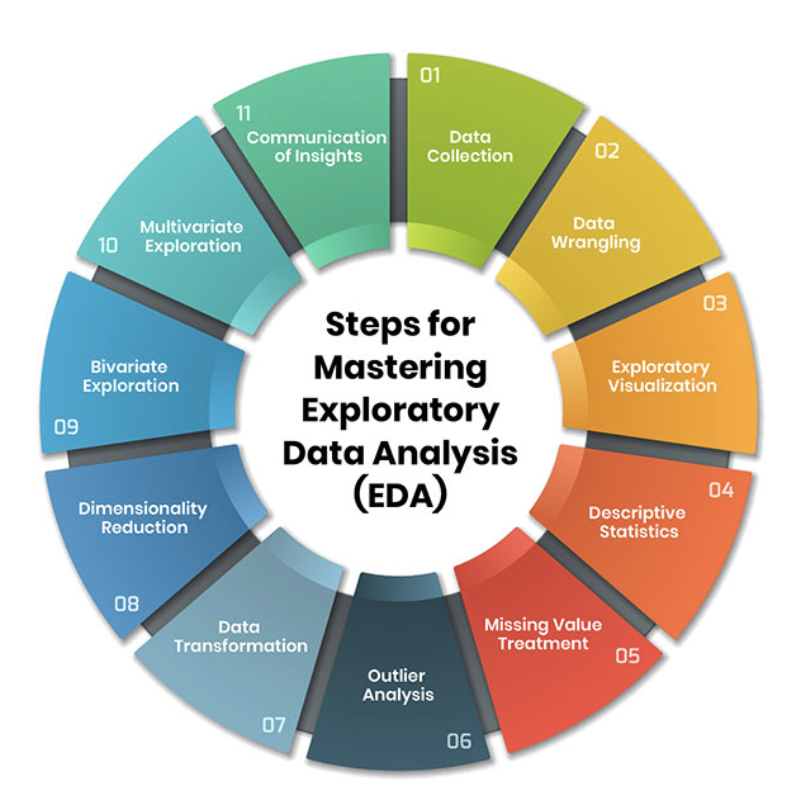 Steps for
Mastering
Exploratory
Data Analysis
(EDA)
01
Data
Collection
02
Data
Wrangling
03
Exploratory
Visualization
04
Descriptive
Statistics
Missing Value
Treatment
05
Outlier
Analysis
06
Data
Transformation
07
Dimensionality
Reduction
08
Bivariate
Exploration
09
Multivariate
Exploration
10
11
Communication
of Insights